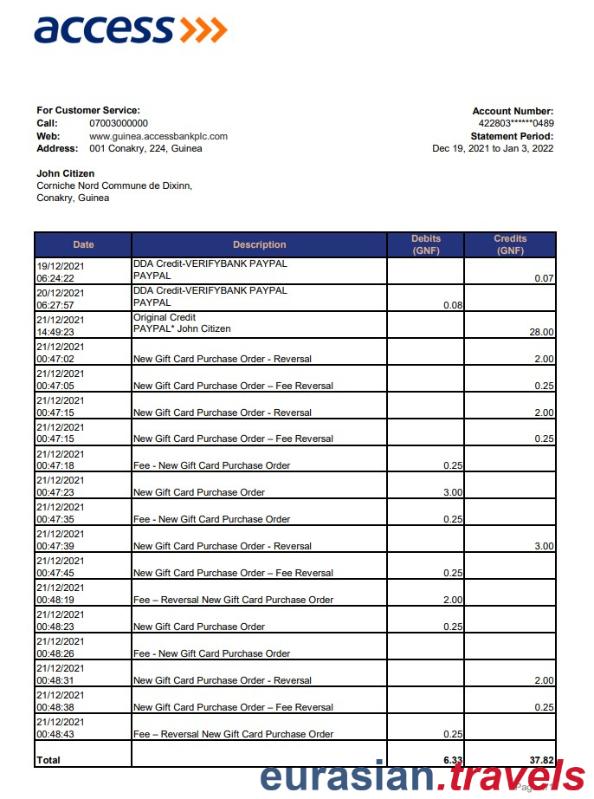 access
For Customer Service:
Call: 07003000000
Web: www.guinea.accessbankplc.com
Address: 001 Conakry, 224, Guinea
Account Number:
422803******0489
Statement Period:
Dec 19, 2021 to Jan 3, 2022
John Citizen
Corniche Nord Commune de Dixinn,
Conakry, Guinea
Date Description Debits (GNF) Credits (GNF)
19/12/2021 DDA Credit-VERIFYBANK PAYPAL
06:24:22 PAYPAL 0.07
20/12/2021 DDA Credit-VERIFYBANK PAYPAL
06:27:57 PAYPAL 0.08
21/12/2021 Original Credit
14:49:23 PAYPAL* John Citizen 28.00
21/12/2021
00:47:02 New Gift Card Purchase Order - Reversal 2.00
21/12/2021
00:47:05 New Gift Card Purchase Order – Fee Reversal 0.25
21/12/2021
00:47:15 New Gift Card Purchase Order - Reversal 2.00
21/12/2021
00:47:15 New Gift Card Purchase Order – Fee Reversal 0.25
21/12/2021
00:47:18 Fee - New Gift Card Purchase Order 0.25
21/12/2021
00:47:23 New Gift Card Purchase Order 3.00
21/12/2021
00:47:35 Fee - New Gift Card Purchase Order 0.25
21/12/2021
00:47:39 New Gift Card Purchase Order - Reversal 3.00
21/12/2021
00:47:45 New Gift Card Purchase Order – Fee Reversal 0.25
21/12/2021
00:48:19 Fee – Reversal New Gift Card Purchase Order 2.00
21/12/2021
00:48:23 New Gift Card Purchase Order 0.25
21/12/2021
00:48:26 Fee - New Gift Card Purchase Order
21/12/2021
00:48:31 New Gift Card Purchase Order - Reversal 2.00
21/12/2021
00:48:38 New Gift Card Purchase Order – Fee Reversal 0.25
21/12/2021
00:48:43 Fee – Reversal New Gift Card Purchase Order 0.25
Total 6.33 37.82
eurasian.travels